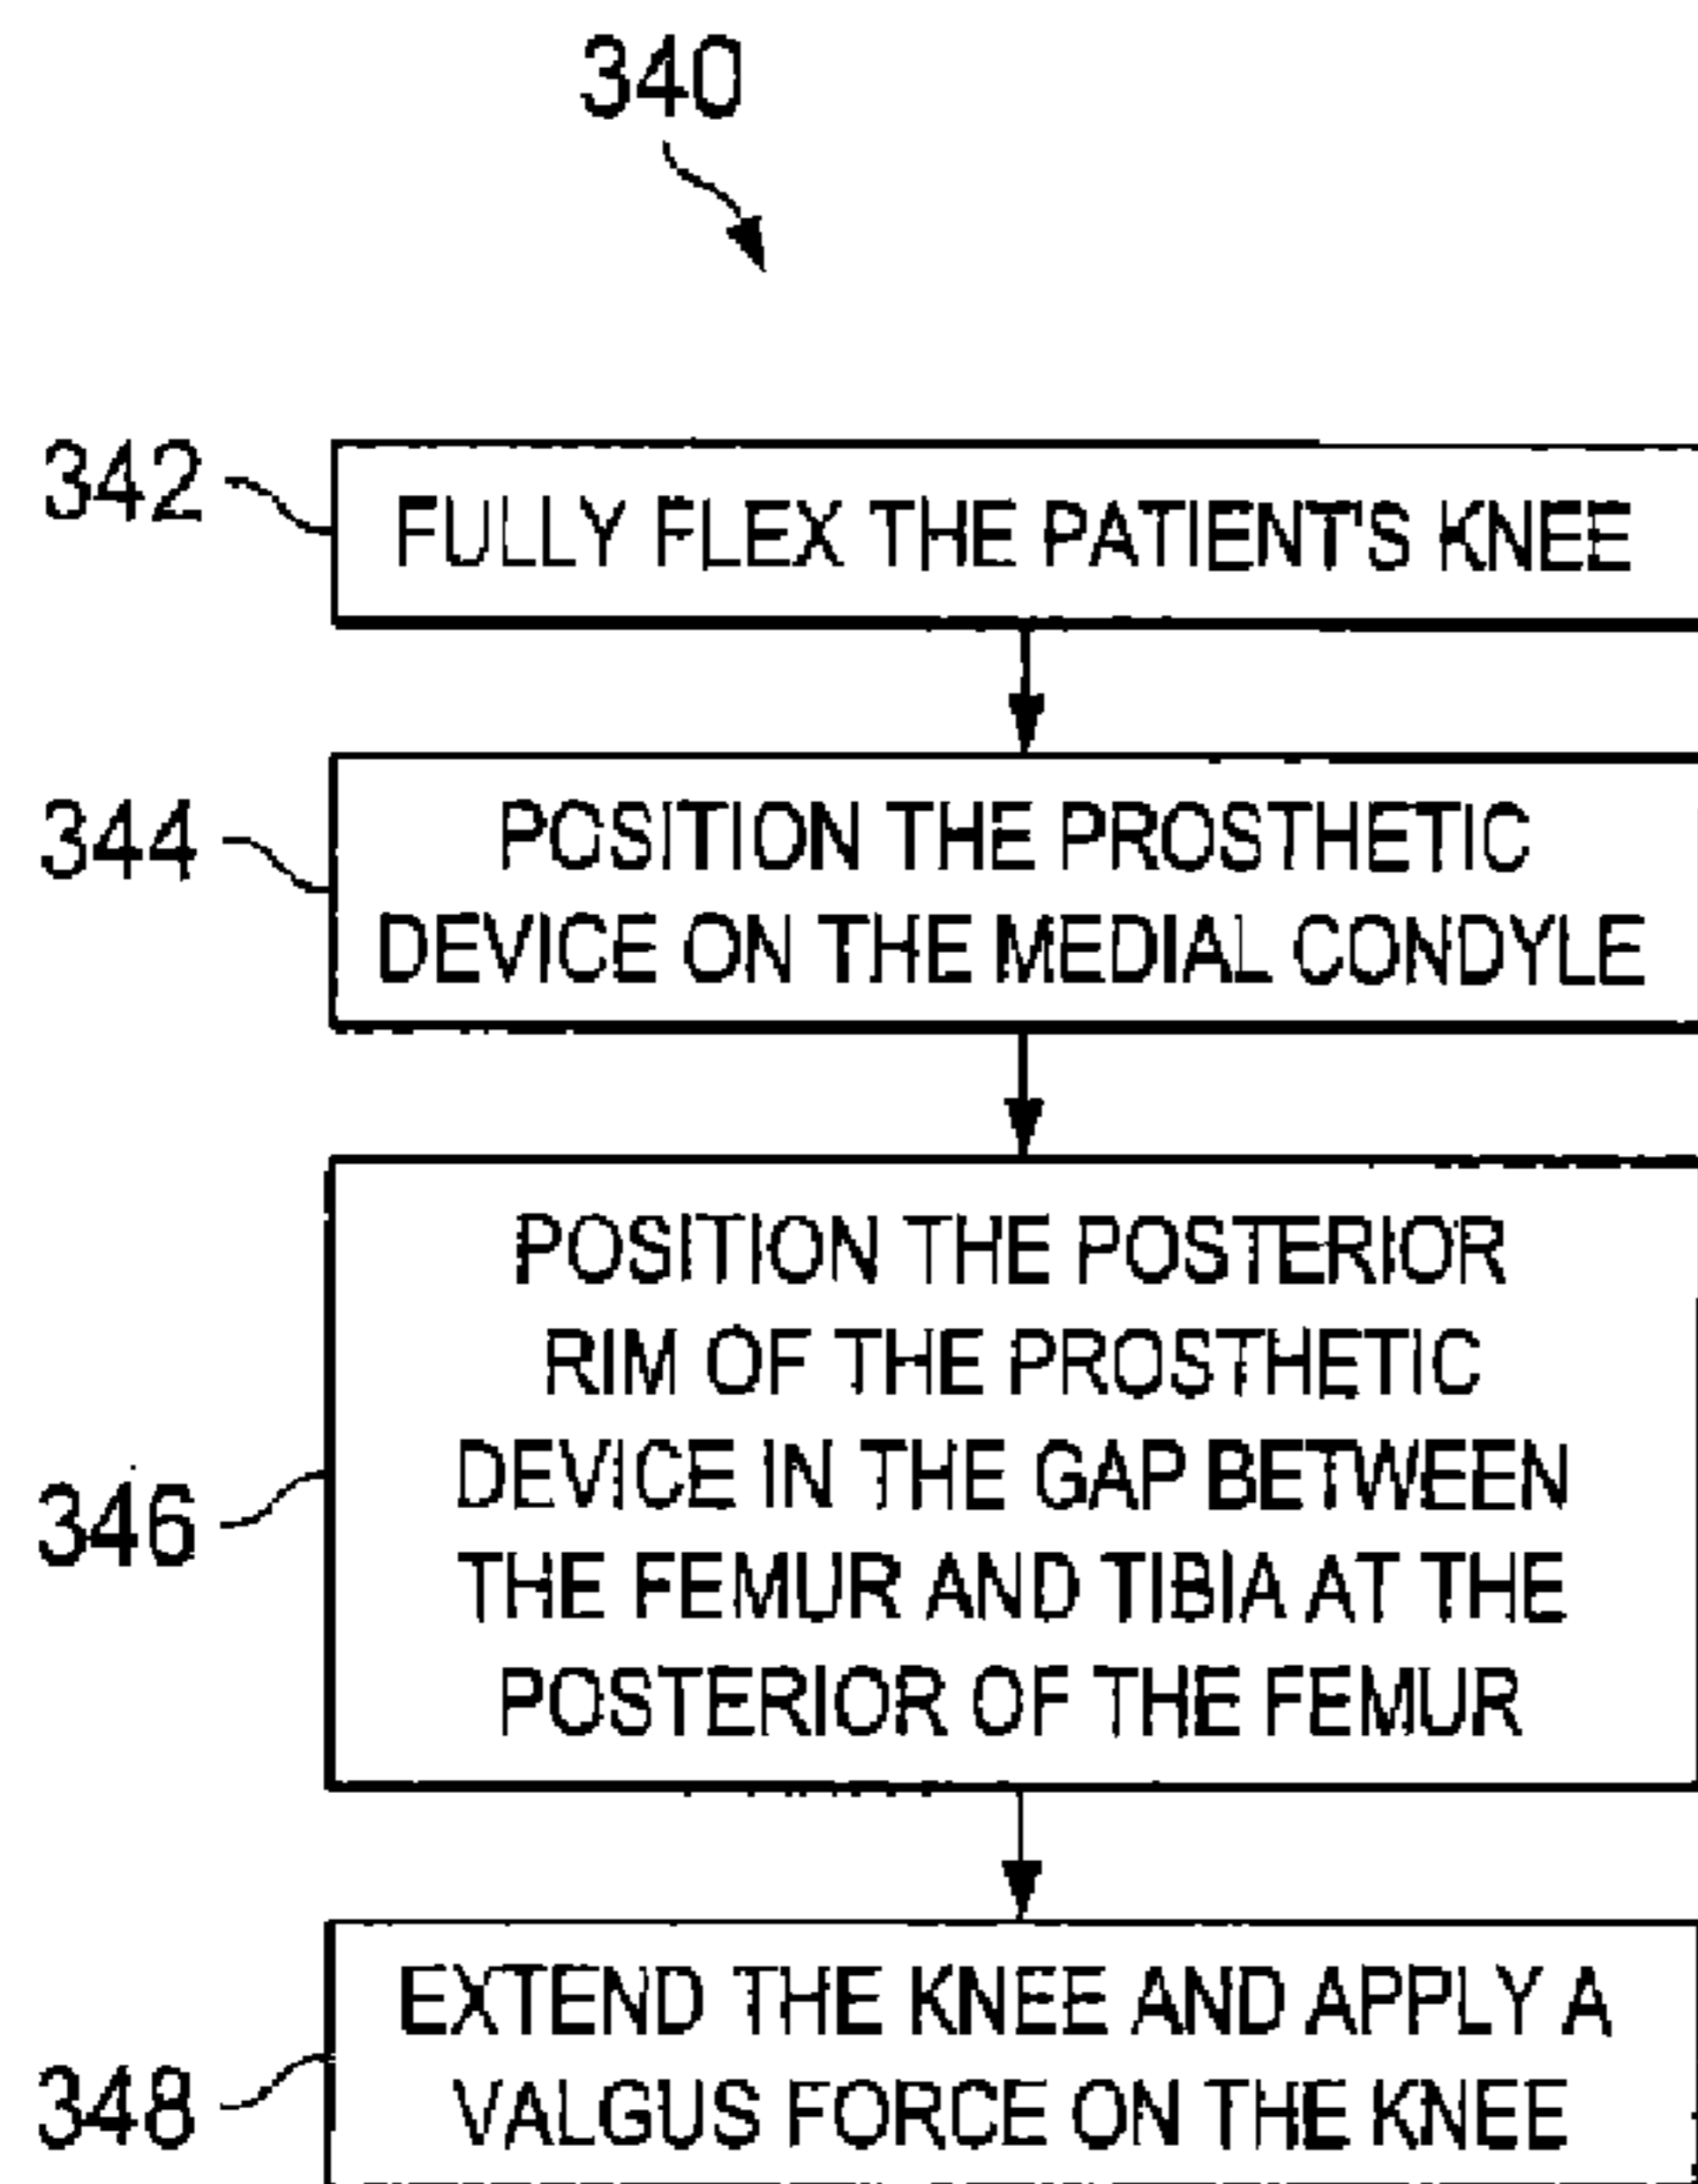 340
342
FULLY FLEX THE PATIENT'S KNEE
344
POSITION THE PROSTHETIC
DEVICE ON THE MEDIAL CONDYLE
346
POSITION THE POSTERIOR
RIM OF THE PROSTHETIC
DEVICE IN THE GAP BETWEEN
THE FEMUR AND TIBIA AT THE
POSTERIOR OF THE FEMUR
348
EXTEND THE KNEE AND APPLY A
VALGUS FORCE ON THE KNEE